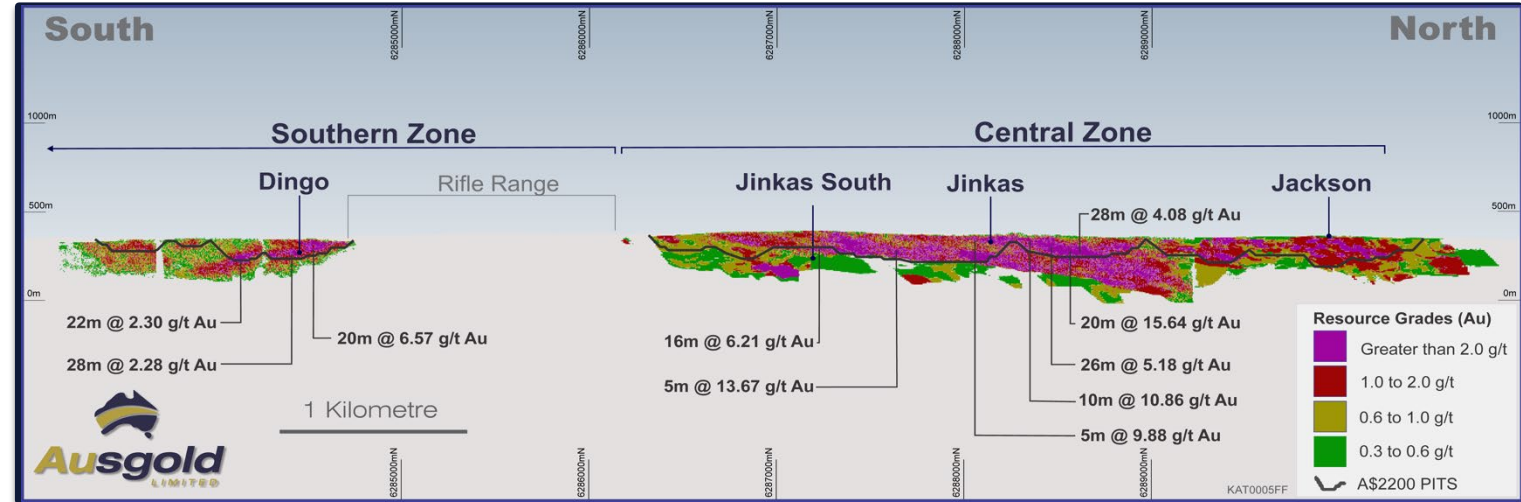 South
North
6285000mN
6286000mN
6287000mN
6288000mN
6289000mN
1000m
1000m
Southern Zone
Central Zone
Dingo
Rifle Range
Jinkas South
Jinkas
Jackson
500m
28m @ 4.08 g/t Au
500m
0m
0m
22m @ 2.30 g/t Au
20m @ 6.57 g/t Au
28m @ 2.28 g/t Au
16m @ 6.21 g/t Au
5m @ 13.67 g/t Au
20m @ 15.64 g/t Au
26m @ 5.18 g/t Au
10m @ 10.86 g/t Au
5m @ 9.88 g/t Au
Resource Grades (Au)
Greater than 2.0 g/t
1.0 to 2.0 g/t
0.6 to 1.0 g/t
0.3 to 0.6 g/t
A$2200 PITS
1 Kilometre
Ausgold
LIMITED
6285000mN
6286000mN
6287000mN
6288000mN
6289000mN
KAT0005FF